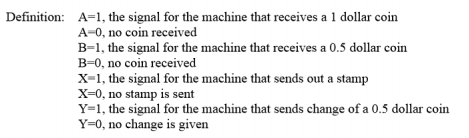 Definition: A=1, the signal for the machine that receives a 1 dollar coin
A=0, no coin received
B=1, the signal for the machine that receives a 0.5 dollar coin
B=0, no coin received
X=1, the signal for the machine that sends out a stamp
X=0, no stamp is sent
Y=1, the signal for the machine that sends change of a 0.5 dollar coin
Y=0, no change is given